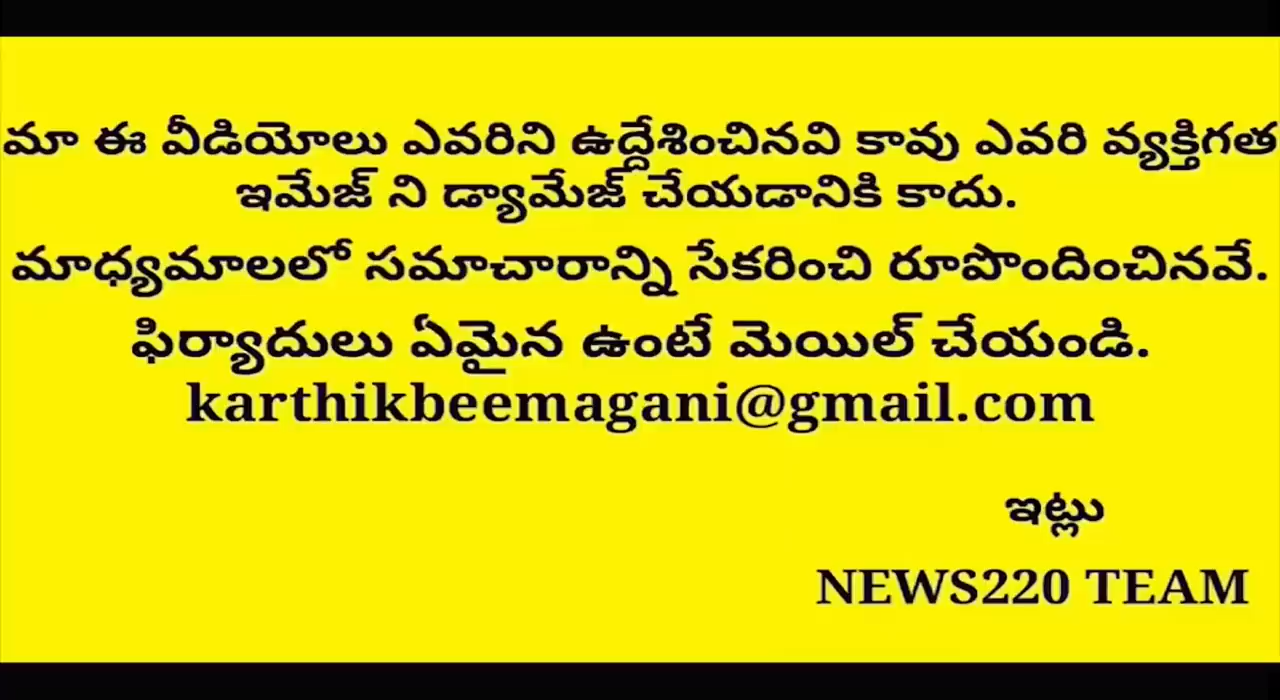 మా ఈ వీడియోలు ఎవరిని ఉద్దేశించినవి కావు ఎవరి వ్యక్తిగత
ఇమేజ్ ని డ్యామేజ్ చేయడానికి కాదు.
మాధ్యమాలలో సమాచారాన్ని సేకరించి రూపొందించినవే.
ఫిర్యాదులు ఏమైన ఉంటే మెయిల్ చేయండి.
karthikbeemagani@gmail.com
ఇట్లు
NEWS220 TEAM